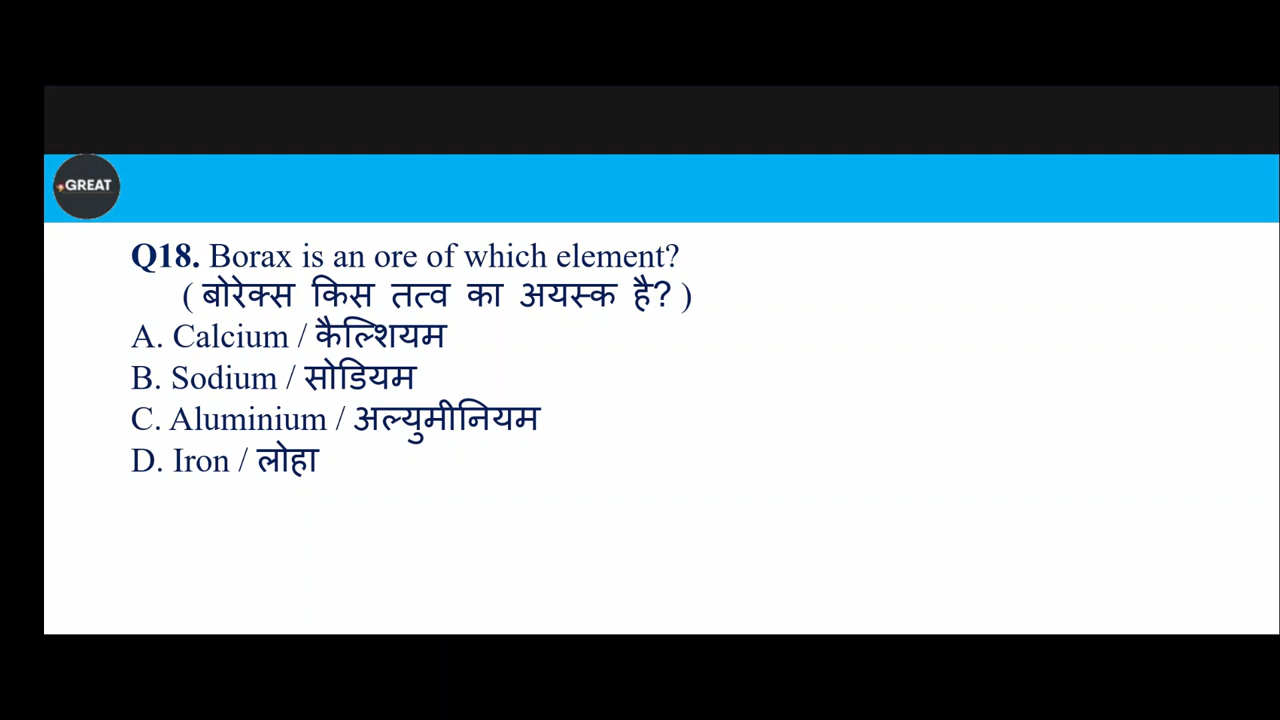 GREAT
Q18. Borax is an ore of which element?
( बोरेक्स किस तत्व का अयस्क है? )
A. Calcium / कैल्शियम
B. Sodium / सोडियम
C. Aluminium / अल्युमीनियम
D. Iron / लोहा